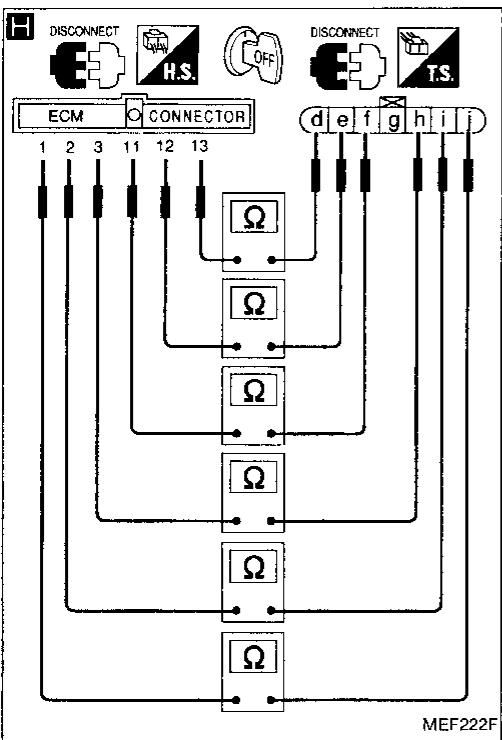 H
DISCONNECT
H.S.
OFF
DISCONNECT
T.S.
ECM CONNECTOR
d e f g h i j
1 2 3 11 12 13
Ω
Ω
Ω
Ω
Ω
Ω
MEF222F